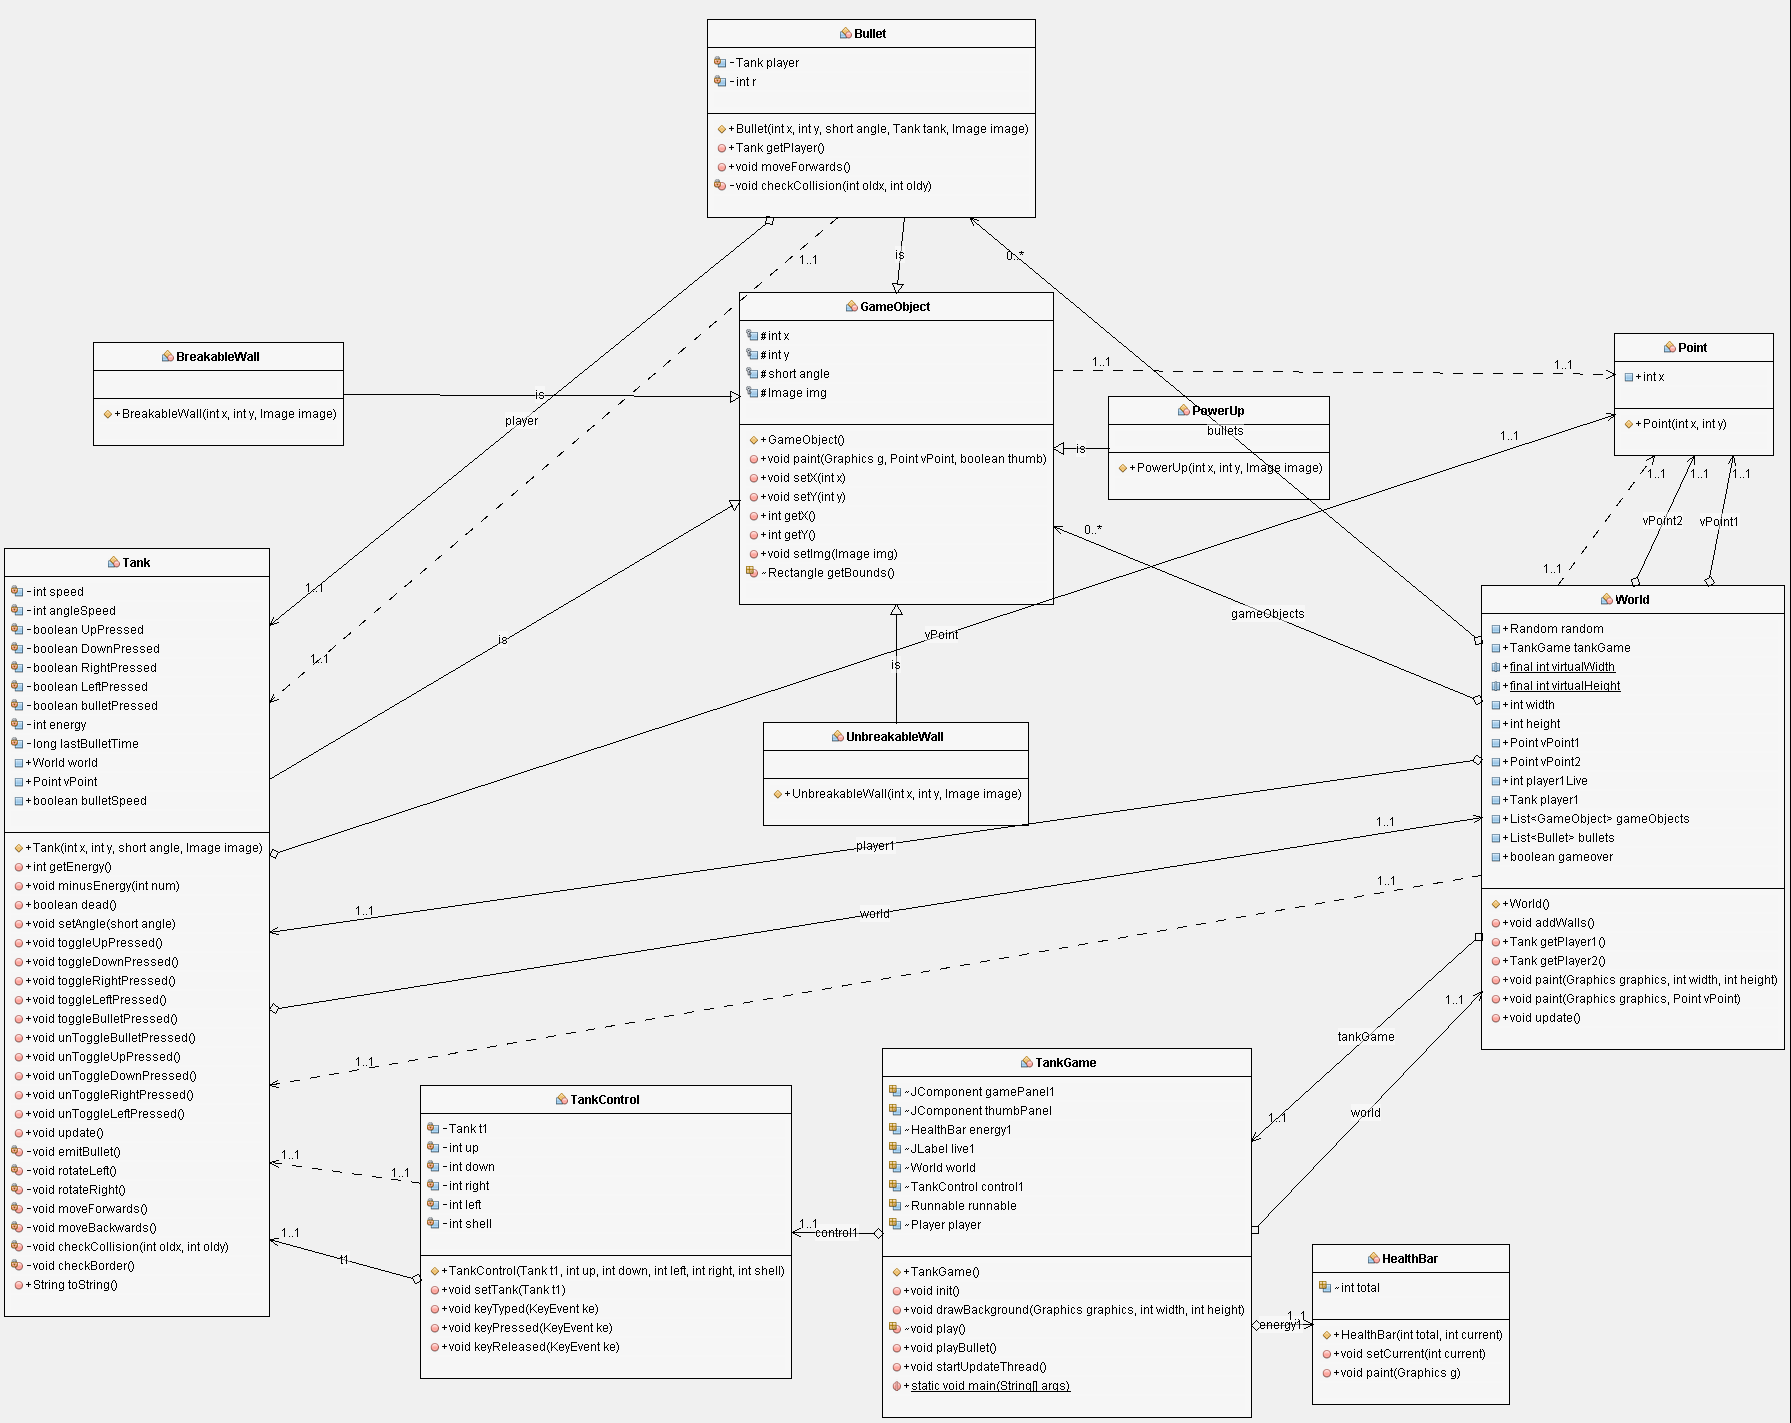 Bullet
-Tank player
-int r
+Bullet(int x, int y, short angle, Tank tank, Image image)
+Tank getPlayer()
+void moveForwards()
-void checkCollision(int oldx, int oldy)
1..1
is
0..*
GameObject
#int x
#int y
#short angle
#Image img
+GameObject()
+void paint(Graphics g, Point vPoint, boolean thumb)
+void setX(int x)
+void setY(int y)
+int getX()
+int getY()
+void setImg(Image img)
~Rectangle getBounds()
BreakableWall
+BreakableWall(int x, int y, Image image)
is
player
1..1
1..1
Point
+int x
+Point(int x, int y)
PowerUp
bullets
+PowerUp(int x, int y, Image image)
is
1..1
1..1
1..1
1..1
vPoint2
vPoint1
0..*
1..1
gameObjects
Tank
-int speed
-int angleSpeed
-boolean UpPressed
-boolean DownPressed
-boolean RightPressed
-boolean LeftPressed
-boolean bulletPressed
-int energy
-long lastBulletTime
+World world
+Point vPoint
+boolean bulletSpeed
+Tank(int x, int y, short angle, Image image)
+int getEnergy()
+void minusEnergy(int num)
+boolean dead()
+void setAngle(short angle)
+void toggleUpPressed()
+void toggleDownPressed()
+void toggleRightPressed()
+void toggleLeftPressed()
+void toggleBulletPressed()
+void unToggleBulletPressed()
+void unToggleUpPressed()
+void unToggleDownPressed()
+void unToggleRightPressed()
+void unToggleLeftPressed()
+void update()
-void emitBullet()
-void rotateLeft()
-void rotateRight()
-void moveForwards()
-void moveBackwards()
-void checkCollision(int oldx, int oldy)
-void checkBorder()
+String toString()
1..1
1..1
is
vPoint
is
UnbreakableWall
+UnbreakableWall(int x, int y, Image image)
World
+Random random
+TankGame tankGame
+final int virtualWidth
+final int virtualHeight
+int width
+int height
+Point vPoint1
+Point vPoint2
+int player1Live
+Tank player1
+List<GameObject> gameObjects
+List<Bullet> bullets
+boolean gameover
+World()
+void addWalls()
+Tank getPlayer1()
+Tank getPlayer2()
+void paint(Graphics graphics, int width, int height)
+void paint(Graphics graphics, Point vPoint)
+void update()
1..1
player1
1..1
1..1
world
1..1
1..1
tankGame
1..1
world
TankControl
-Tank t1
-int up
-int down
-int right
-int left
-int shell
+TankControl(Tank t1, int up, int down, int left, int right, int shell)
+void setTank(Tank t1)
+void keyTyped(KeyEvent ke)
+void keyPressed(KeyEvent ke)
+void keyReleased(KeyEvent ke)
1..1
1..1
1..1
t1
1..1
control1
TankGame
~JComponent gamePanel1
~JComponent thumbPanel
~HealthBar energy1
~JLabel live1
~World world
~TankControl control1
~Runnable runnable
~Player player
+TankGame()
+void init()
+void drawBackground(Graphics graphics, int width, int height)
~void play()
+void playBullet()
+void startUpdateThread()
+static void main(String[] args)
1..1
energy1
HealthBar
~int total
+HealthBar(int total, int current)
+void setCurrent(int current)
+void paint(Graphics g)